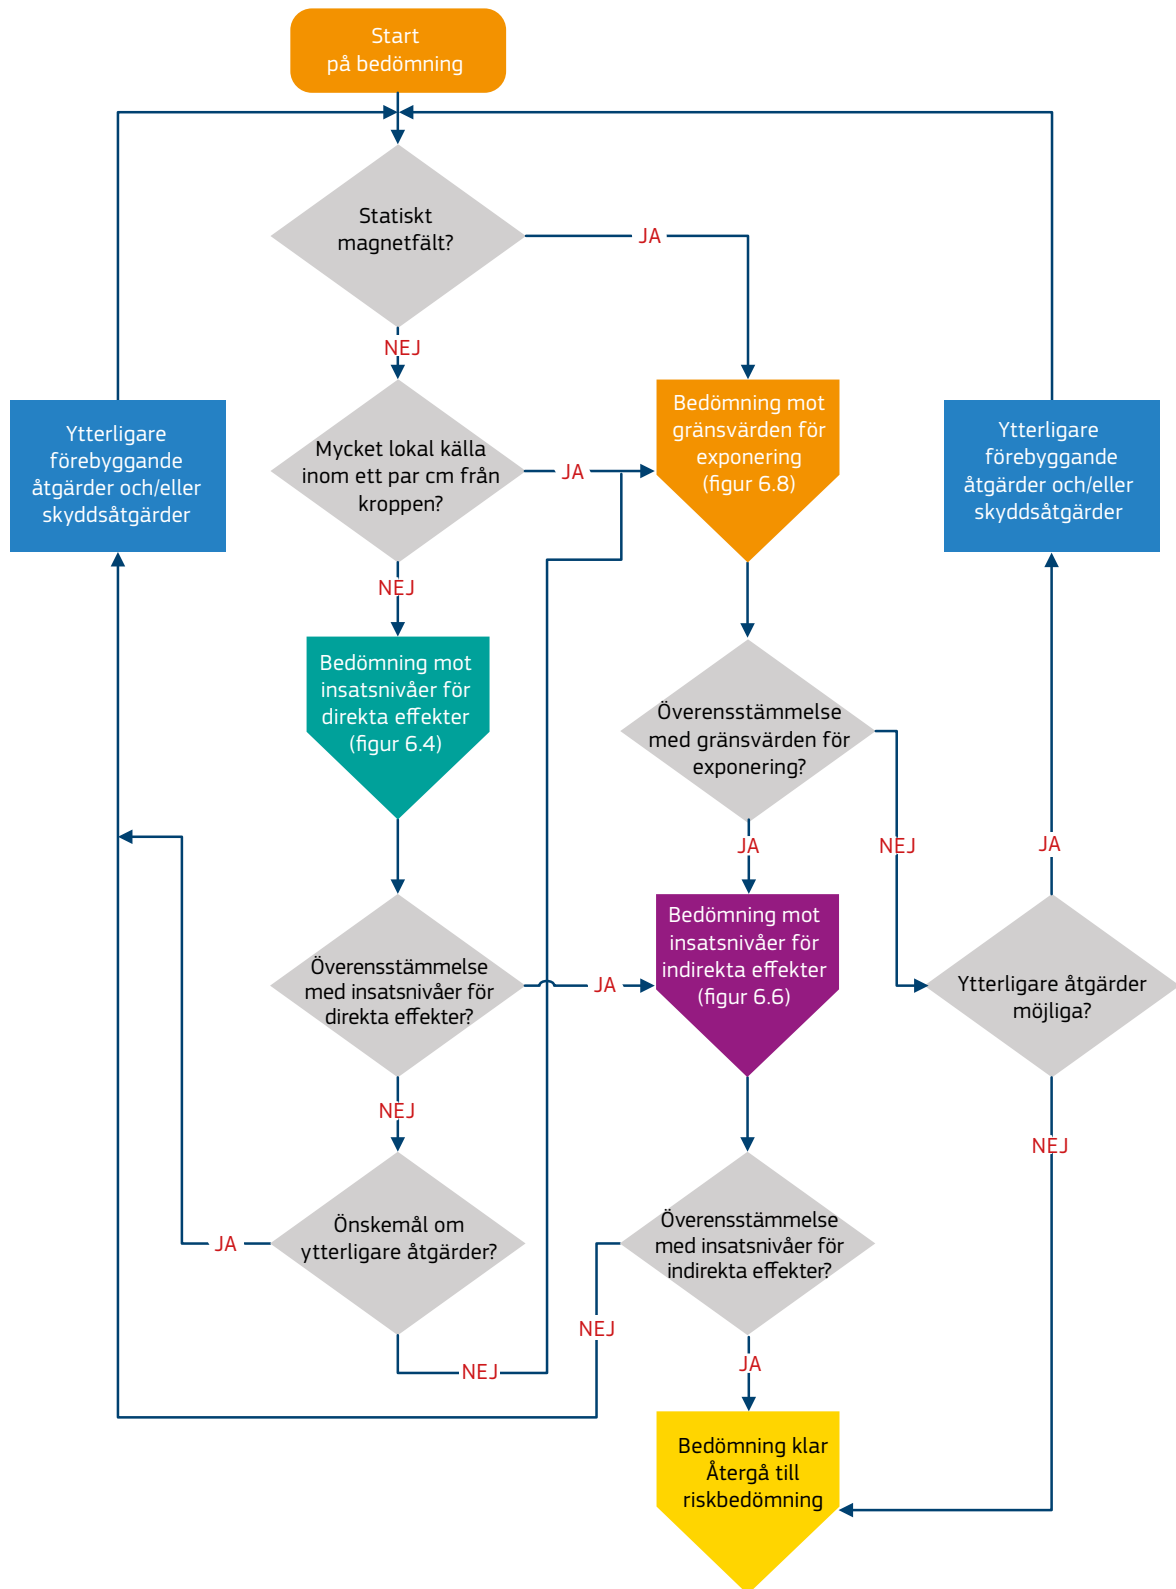 Start
på bedömning
Statiskt
magnetfält?
JA
NEJ
Ytterligare
förebyggande
åtgärder och/eller
skyddsåtgärder
Mycket lokal källa
inom ett par cm från
kroppen?
JA
Bedömning mot
gränsvärden för
exponering
(figur 6.8)
Ytterligare
förebyggande
åtgärder och/eller
skyddsåtgärder
NEJ
Bedömning mot
insatsnivåer för
direkta effekter
(figur 6.4)
Överensstämmelse
med gränsvärden för
exponering?
JA
NEJ
JA
Överensstämmelse
med insatsnivåer för
direkta effekter?
JA
Bedömning mot
insatsnivåer för
indirekta effekter
(figur 6.6)
Ytterligare åtgärder
möjliga?
NEJ
NEJ
Önskemål om
ytterligare åtgärder?
JA
Överensstämmelse
med insatsnivåer för
indirekta effekter?
NEJ
NEJ
JA
Bedömning klar
Återgå till
riskbedömning